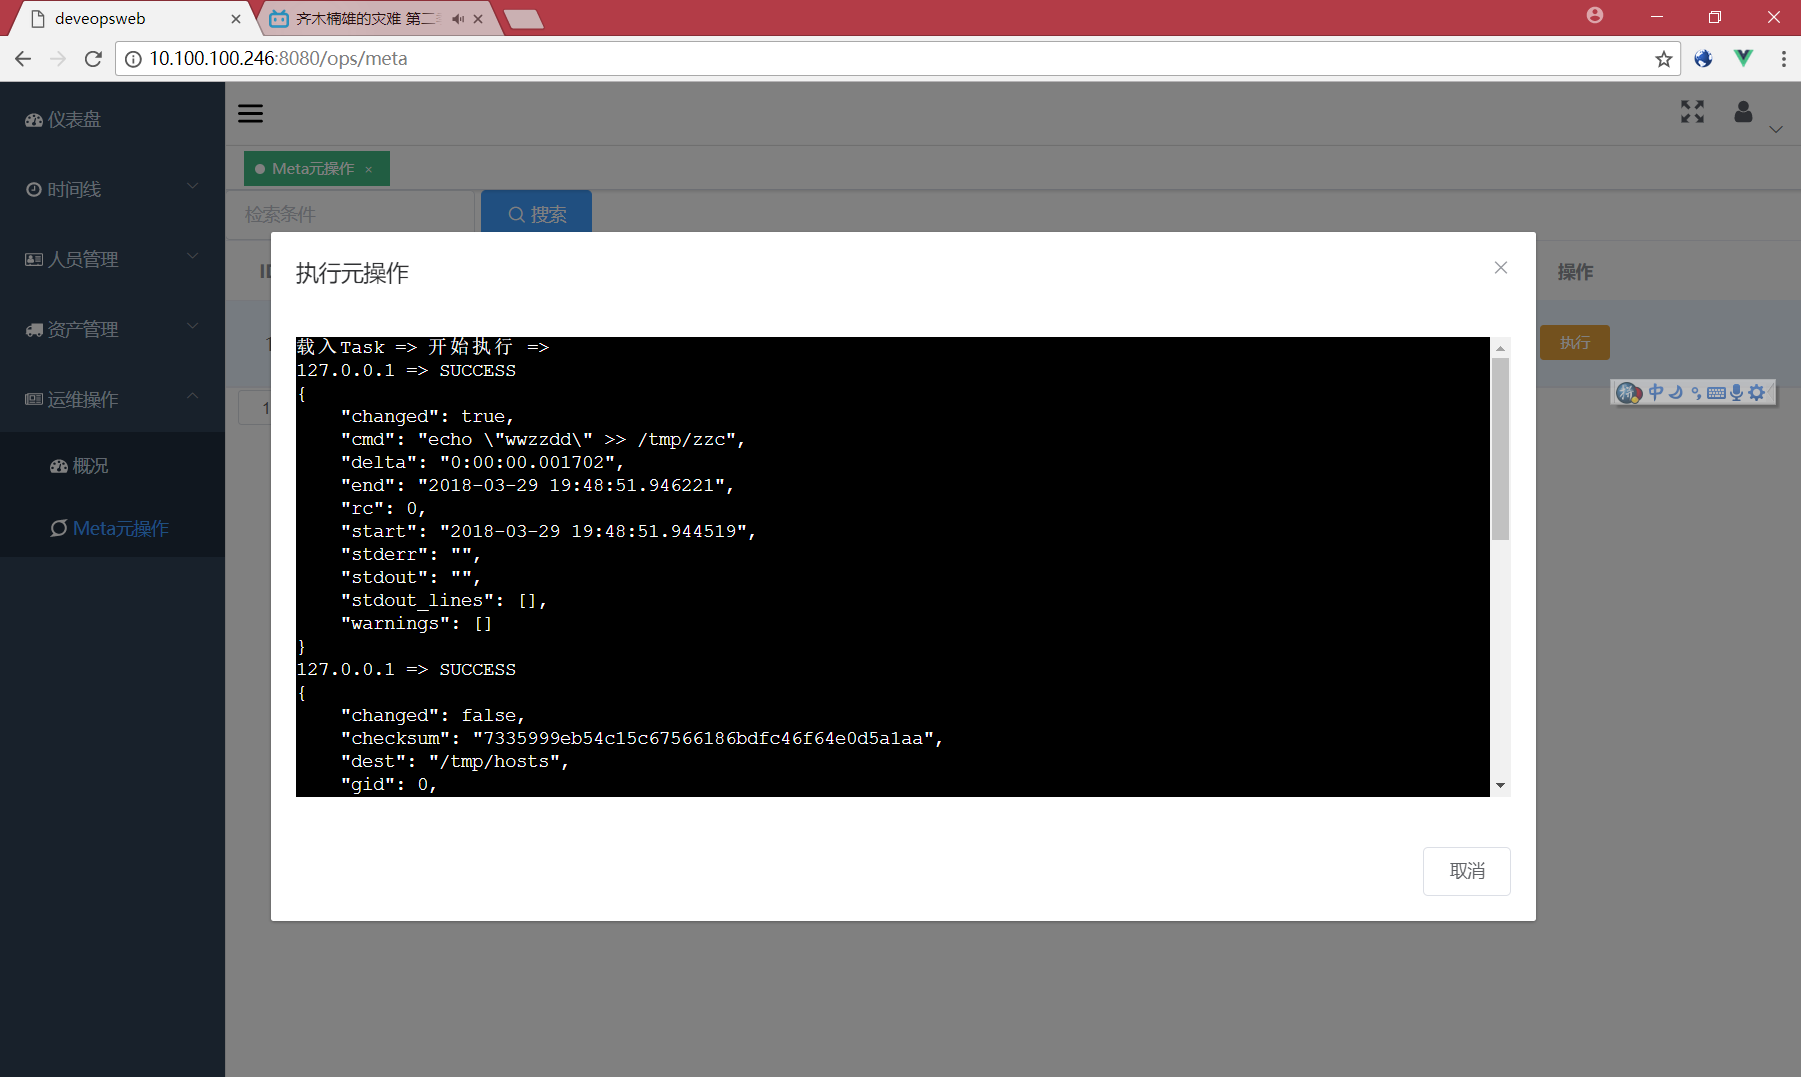 deveopsweb
齐木楠雄的灾难 第二
10.100.100.246:8080/ops/meta
仪表盘
时间线
人员管理
资产管理
运维操作
概况
Meta元操作
Meta元操作
检索条件
搜索
操作
执行
执行元操作
载入Task => 开始执行 =>
127.0.0.1 => SUCCESS
{
    "changed": true,
    "cmd": "echo \"wwzzdd\" >> /tmp/zzc",
    "delta": "0:00:00.001702",
    "end": "2018-03-29 19:48:51.946221",
    "rc": 0,
    "start": "2018-03-29 19:48:51.944519",
    "stderr": "",
    "stdout": "",
    "stdout_lines": [],
    "warnings": []
}
127.0.0.1 => SUCCESS
{
    "changed": false,
    "checksum": "7335999eb54c15c67566186bdfc46f64e0d5a1aa",
    "dest": "/tmp/hosts",
    "gid": 0,
取消
拼 中